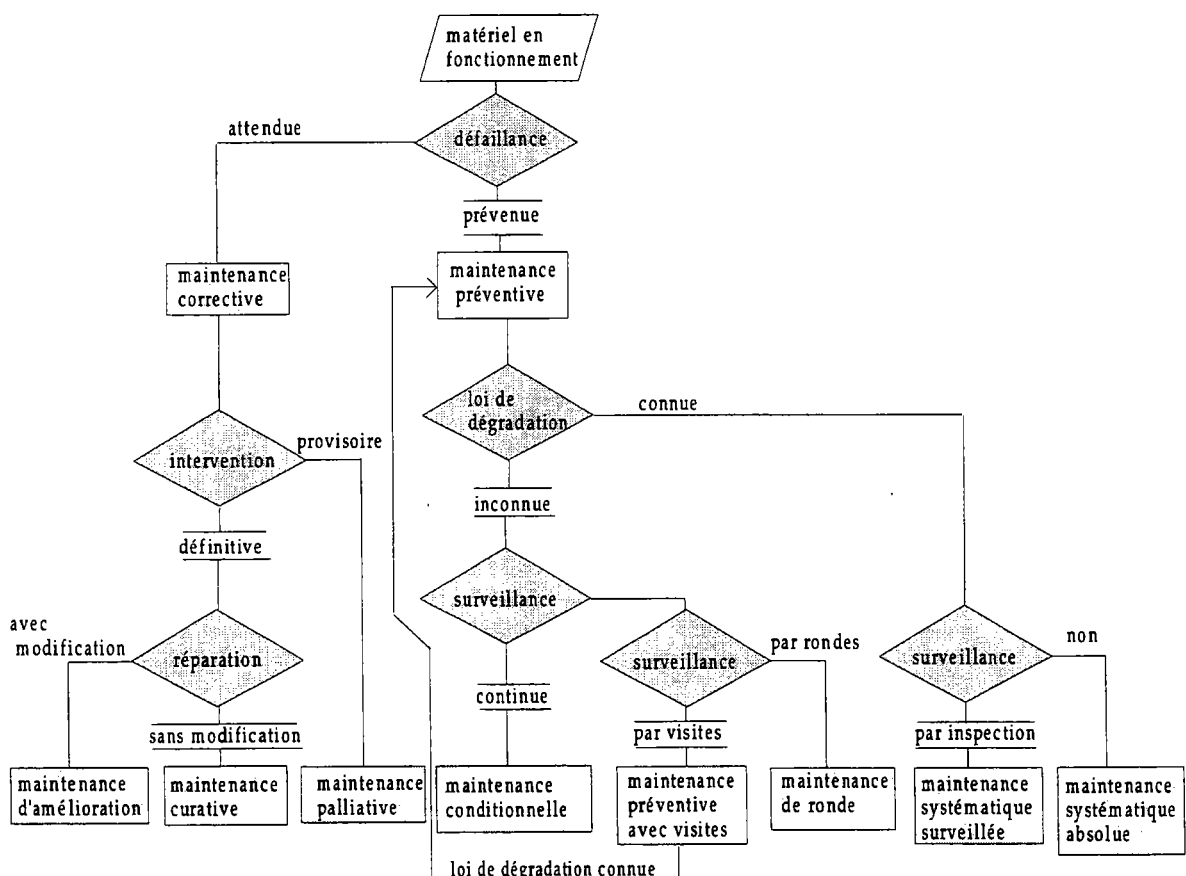 matériel en
fonctionnement
attendue
défaillance
prévenue
maintenance
corrective
maintenance
préventive
loi de
dégradation
connue
provisoire
intervention
inconnue
définitive
surveillance
avec
modification
réparation
surveillance
par rondes
surveillance
non
continue
sans modification
par visites
par inspection
maintenance
d'amélioration
maintenance
curative
maintenance
palliative
maintenance
conditionnelle
maintenance
préventive
avec visites
maintenance
de ronde
maintenance
systématique
surveillée
maintenance
systématique
absolue
loi de dégradation connue